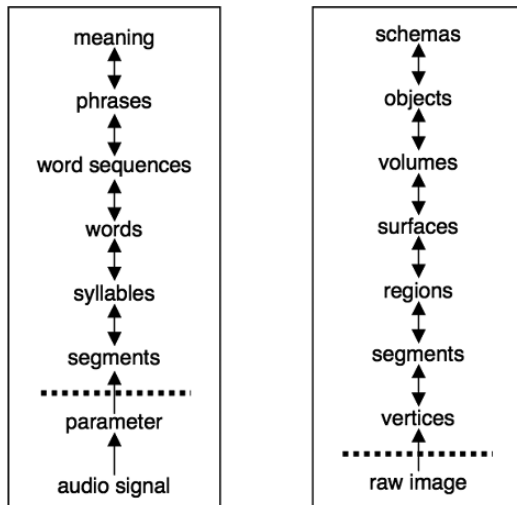 meaning
phrases
word sequences
words
syllables
segments
parameter
audio signal
schemas
objects
volumes
surfaces
regions
segments
vertices
raw image